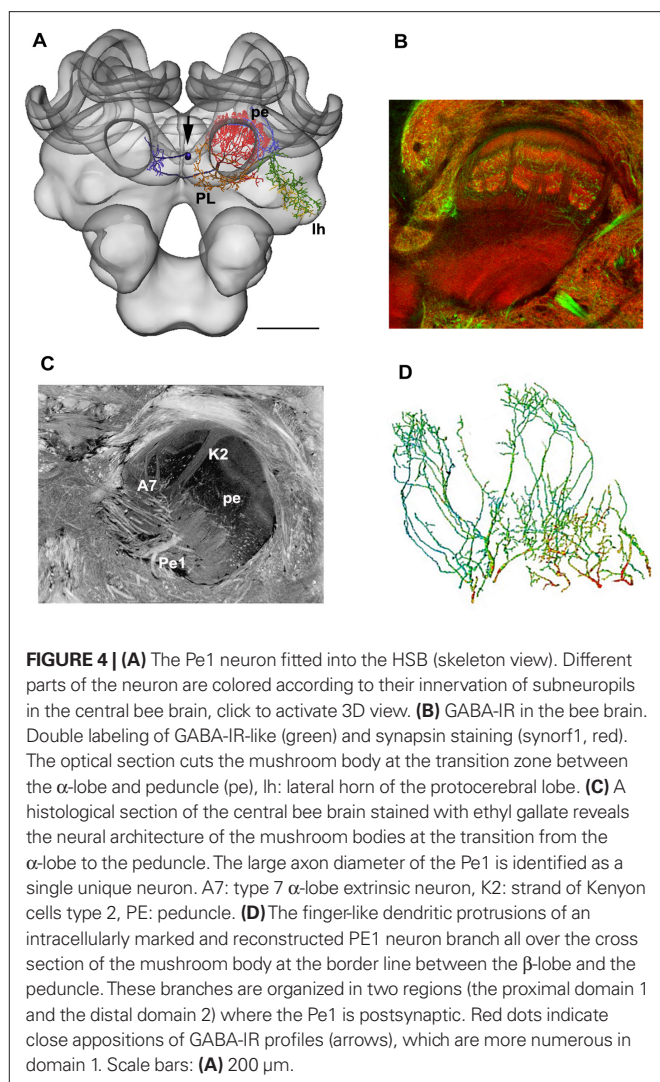 A
B
pe
PL
lh
C
D
K2
A7
pe
Pe1
FIGURE 4 | (A) The Pe1 neuron fitted into the HSB (skeleton view). Different
parts of the neuron are colored according to their innervation of subneuropils
in the central bee brain, click to activate 3D view. (B) GABA-IR in the bee brain.
Double labeling of GABA-IR-like (green) and synapsin staining (synorf1, red).
The optical section cuts the mushroom body at the transition zone between
the α-lobe and peduncle (pe), lh: lateral horn of the protocerebral lobe. (C) A
histological section of the central bee brain stained with ethyl gallate reveals
the neural architecture of the mushroom bodies at the transition from the
α-lobe to the peduncle. The large axon diameter of the Pe1 is identified as a
single unique neuron. A7: type 7 α-lobe extrinsic neuron, K2: strand of Kenyon
cells type 2, PE: peduncle. (D) The finger-like dendritic protrusions of an
intracellularly marked and reconstructed PE1 neuron branch all over the cross
section of the mushroom body at the border line between the β-lobe and the
peduncle. These branches are organized in two regions (the proximal domain 1
and the distal domain 2) where the Pe1 is postsynaptic. Red dots indicate
close appositions of GABA-IR profiles (arrows), which are more numerous in
domain 1. Scale bars: (A) 200 μm.